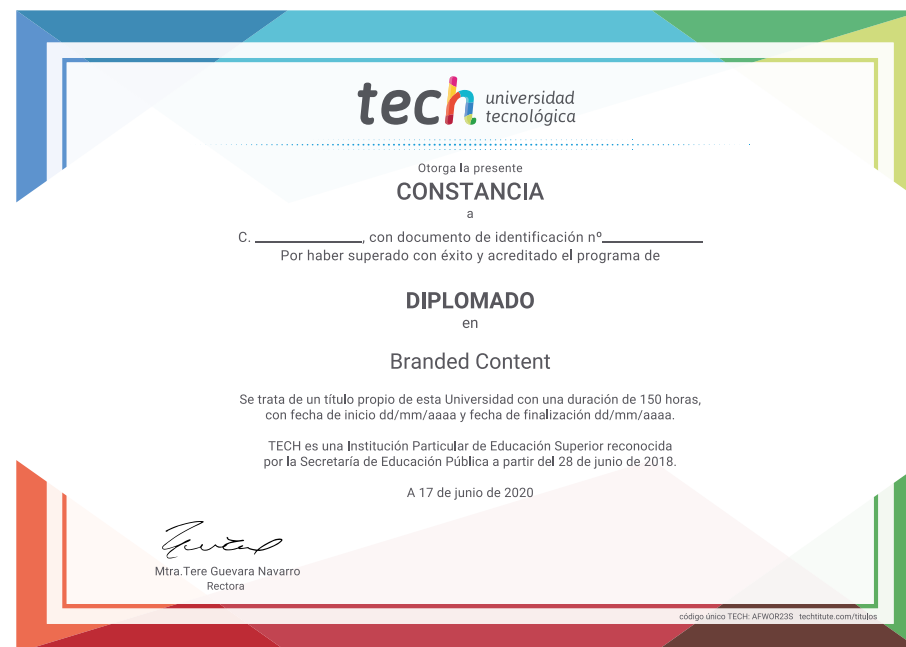 tech universidad
tecnológica
Otorga la presente
CONSTANCIA
a
C. ______________, con documento de identificación nº______________
Por haber superado con éxito y acreditado el programa de
DIPLOMADO
en
Branded Content
Se trata de un título propio de esta Universidad con una duración de 150 horas,
con fecha de inicio dd/mm/aaaa y fecha de finalización dd/mm/aaaa.
TECH es una Institución Particular de Educación Superior reconocida
por la Secretaría de Educación Pública a partir del 28 de junio de 2018.
A 17 de junio de 2020
Mtra.Tere Guevara Navarro
Rectora
código único TECH: AFWOR23S techtitute.com/titulos